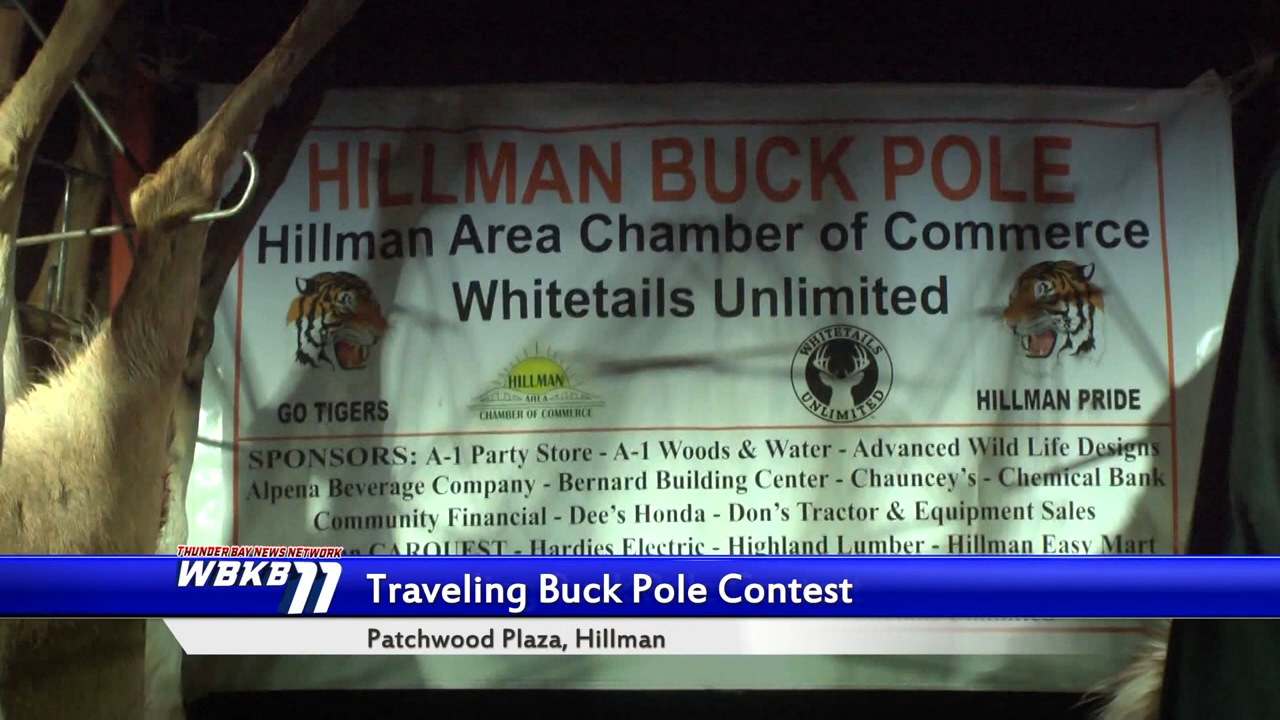 HILLMAN BUCK POLE
Hillman Area Chamber of Commerce
Whitetails Unlimited
WHITETAILS
UNLIMITED
HILLMAN
AREA
CHAMBER OF COMMERCE
GO TIGERS
HILLMAN PRIDE
SPONSORS: A-1 Party Store - A-1 Woods & Water - Advanced Wild Life Designs
Alpena Beverage Company - Bernard Building Center - Chauncey's - Chemical Bank
Community Financial - Dee's Honda - Don's Tractor & Equipment Sales
CARQUEST - Hardies Electric - Highland Lumber - Hillman Easy Mart
THUNDER BAY NEWS NETWORK
WBKB 11
Traveling Buck Pole Contest
Patchwood Plaza, Hillman